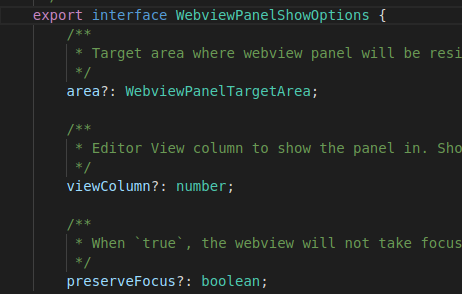 export interface WebviewPanelShowOptions {
/**
* Target area where webview panel will be resi
*/
area?: WebviewPanelTargetArea;
/**
* Editor View column to show the panel in. Sho
*/
viewColumn?: number;
/**
* When `true`, the webview will not take focus
*/
preserveFocus?: boolean;